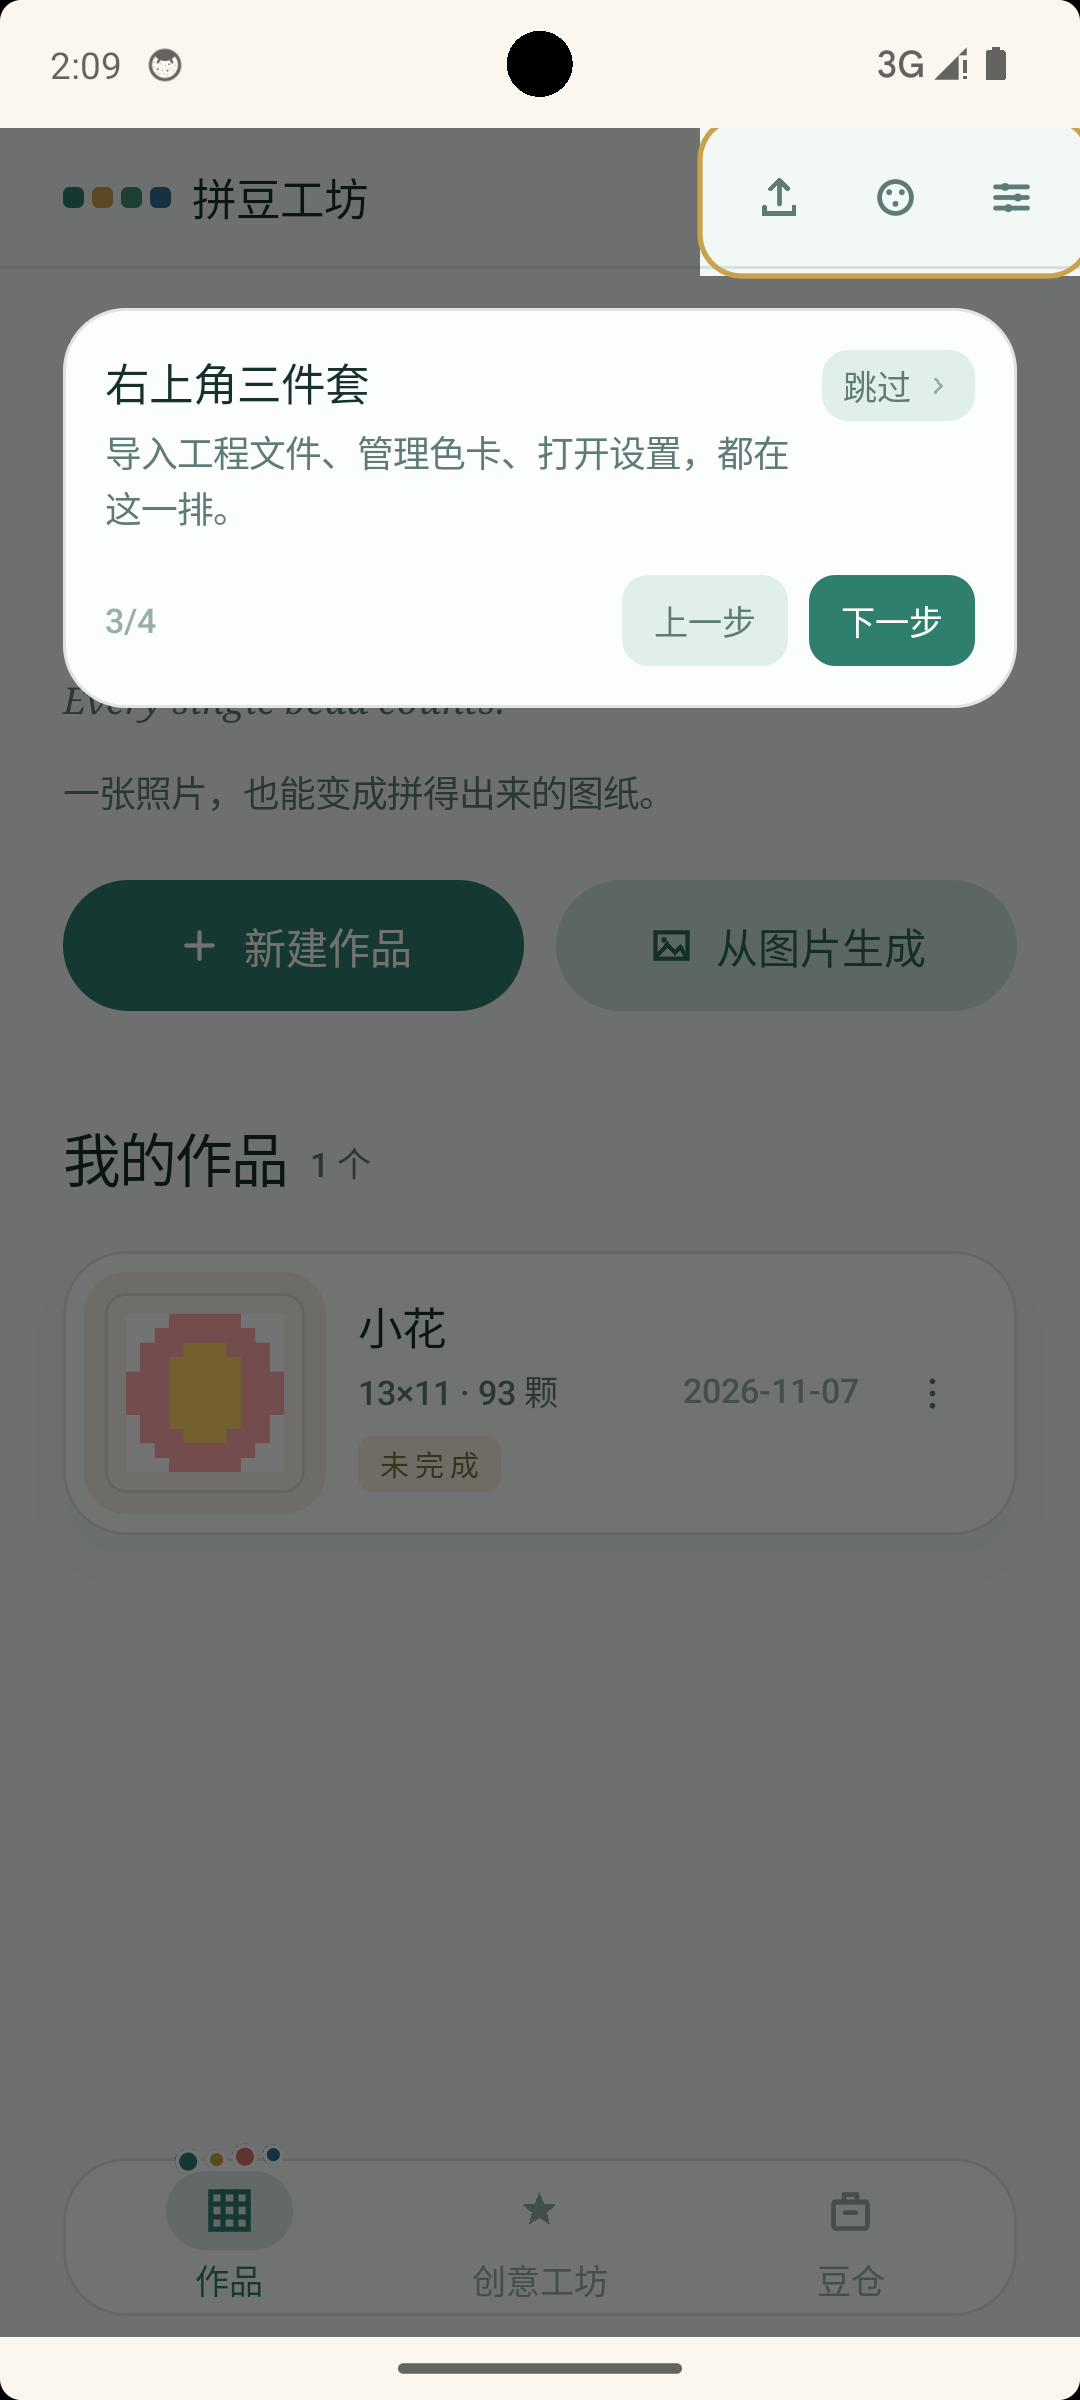 2:09
3G
拼豆工坊
右上角三件套
跳过
导入工程文件、管理色卡、打开设置，都在
这一排。
3/4
上一步
下一步
Every single bead counts.
一张照片，也能变成拼得出来的图纸。
新建作品
从图片生成
我的作品 1 个
小花
13×11 · 93 颗
2026-11-07
未完成
作品
创意工坊
豆仓